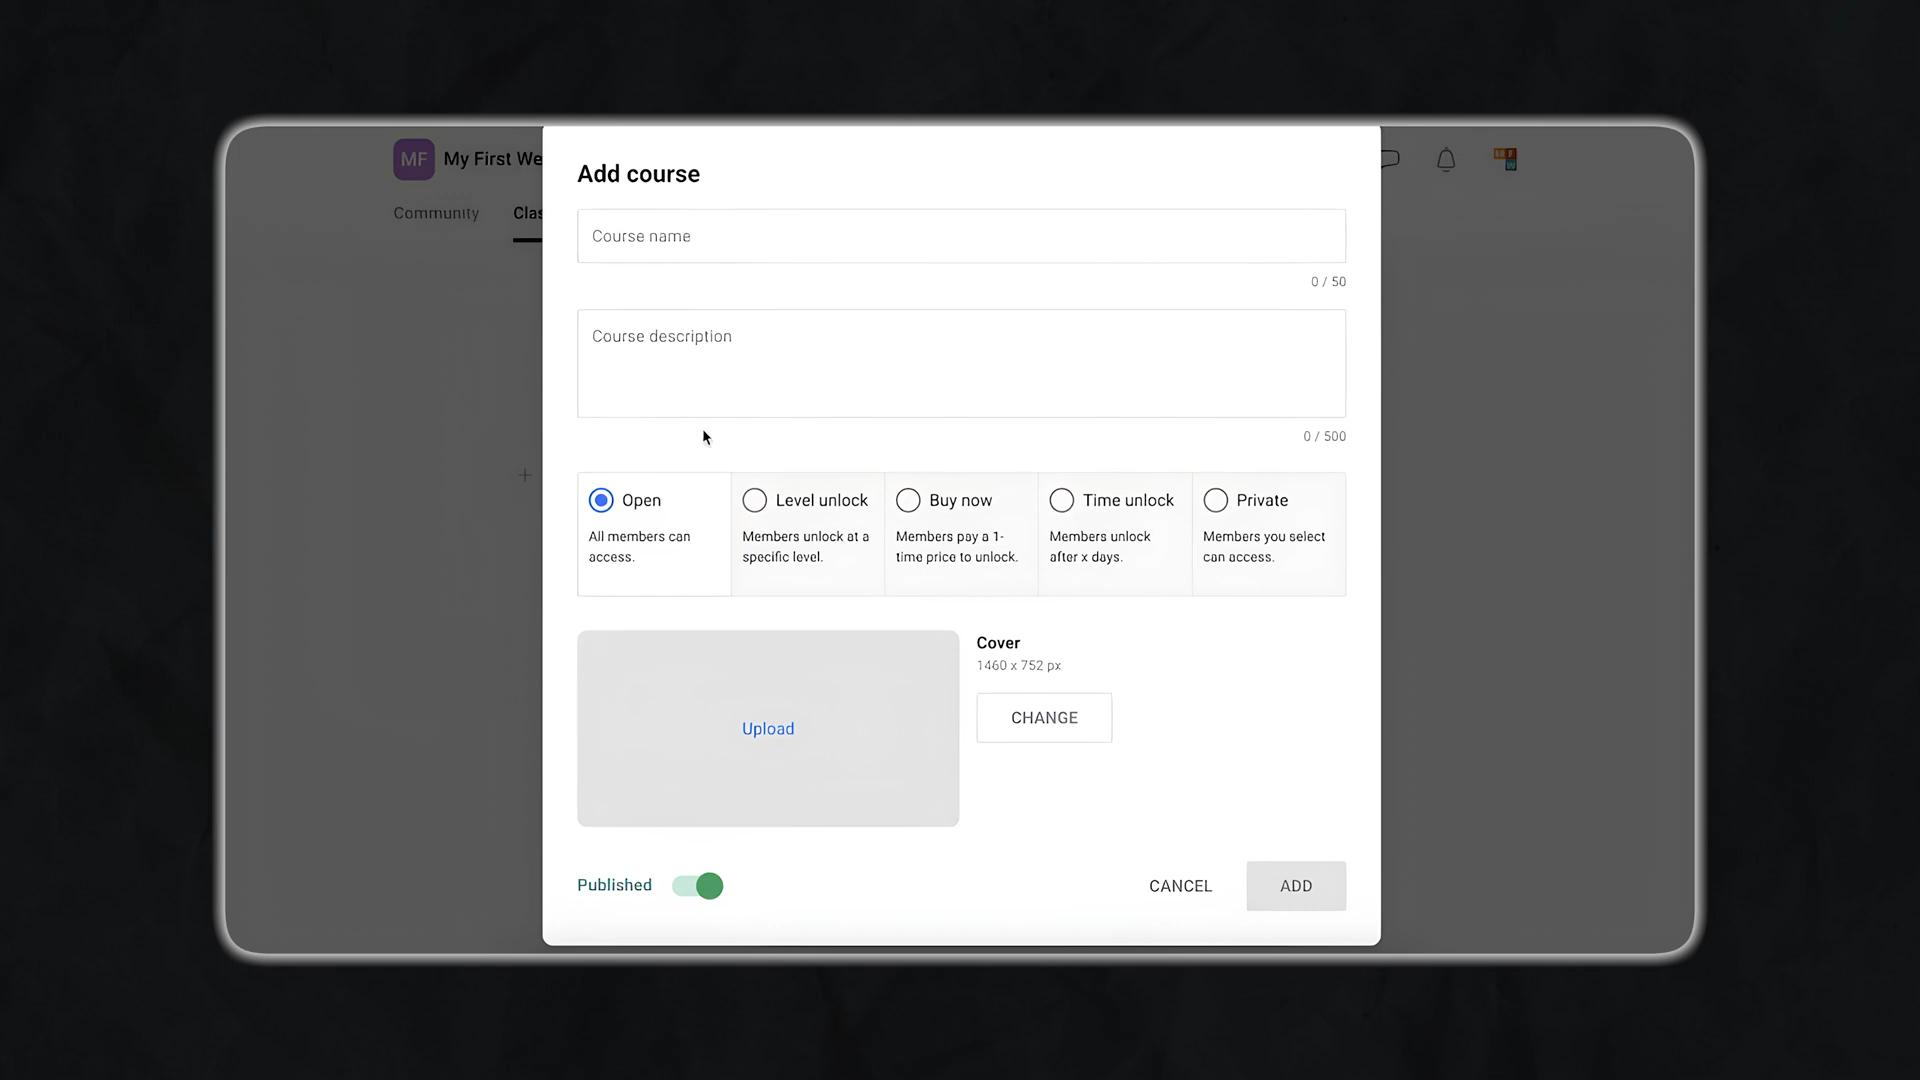 MF My First We
Community Clas
Add course
Course name
0 / 50
Course description
0 / 500
Open
All members can
access.
Level unlock
Members unlock at a
specific level.
Buy now
Members pay a 1-
time price to unlock.
Time unlock
Members unlock
after x days.
Private
Members you select
can access.
Upload
Cover
1460 x 752 px
CHANGE
Published
CANCEL
ADD